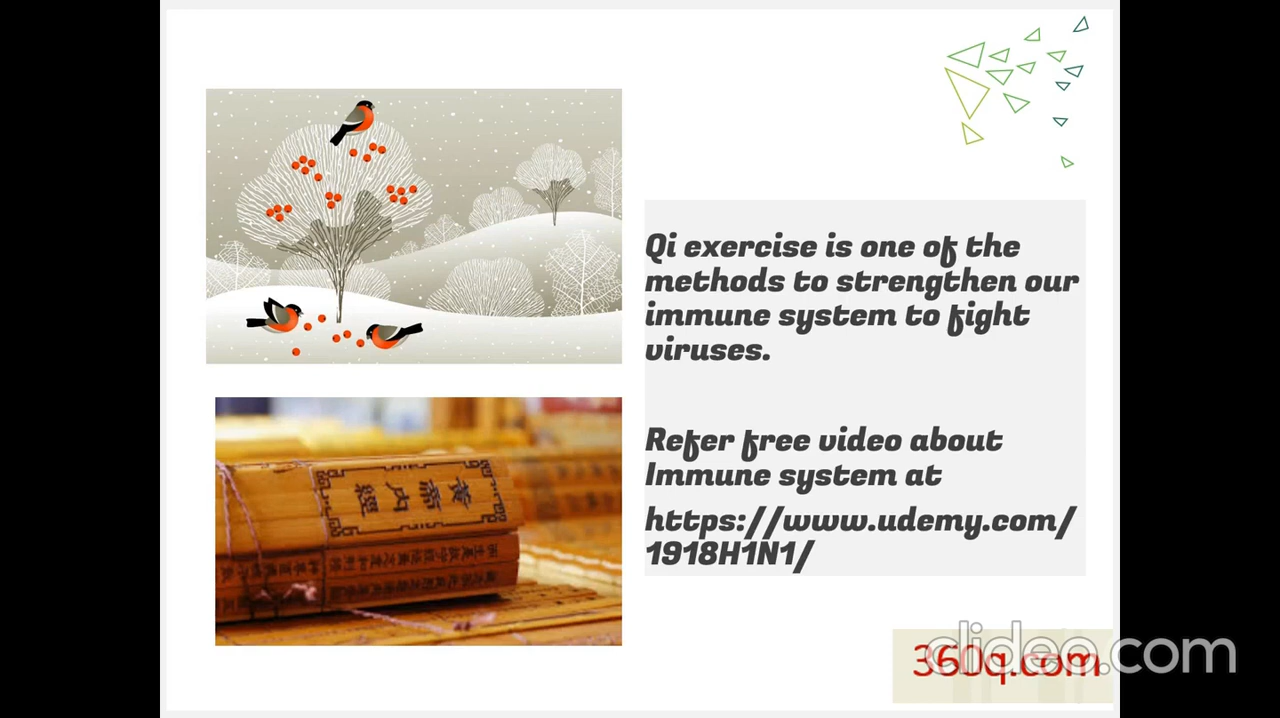 Qi exercise is one of the
methods to strengthen our
immune system to fight
viruses.
Refer free video about
Immune system at
https://www.udemy.com/
1918H1N1/
黃帝内經
360q.com
clideo.com